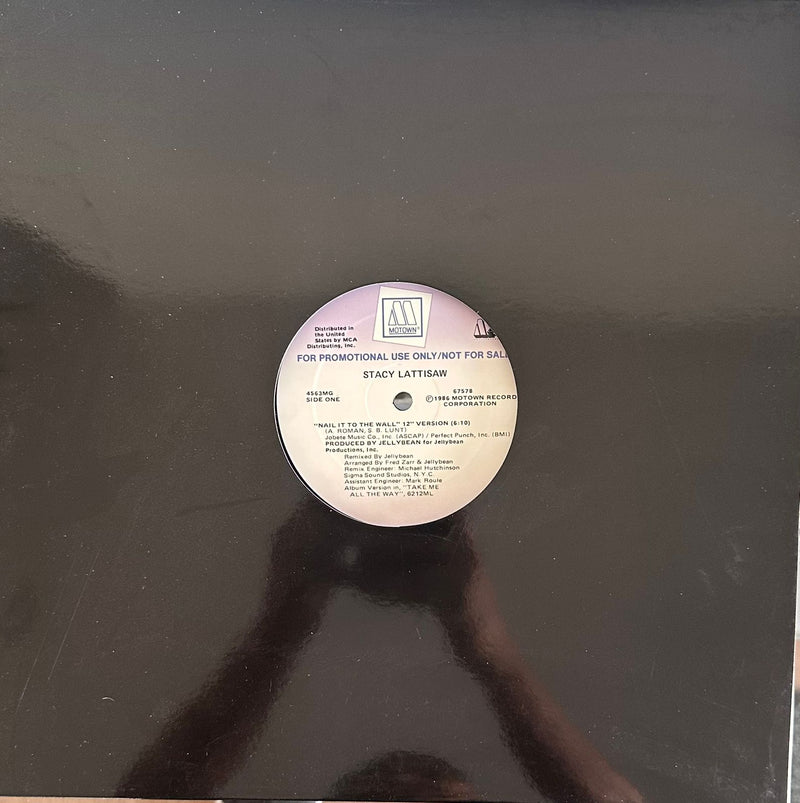 MOTOWN®
Distributed in
the United
States by MCA
Distributing, Inc.
FOR PROMOTIONAL USE ONLY/NOT FOR SAL
STACY LATTISAW
4563MG
SIDE ONE
67578
Ⓟ1986 MOTOWN RECORD
CORPORATION
"NAIL IT TO THE WALL" 12" VERSION (6:10)
(A. ROMAN, S. B. LUNT)
Jobete Music Co., Inc. (ASCAP) / Perfect Punch, Inc. (BMI)
PRODUCED BY JELLYBEAN for Jellybean
Productions, Inc.
Remixed By Jellybean
Arranged By Fred Zarr & Jellybean
Remix Engineer: Michael Hutchinson
Sigma Sound Studios, N.Y.C.
Assistant Engineer: Mark Roule
Album Version in, "TAKE ME
ALL THE WAY", 6212ML